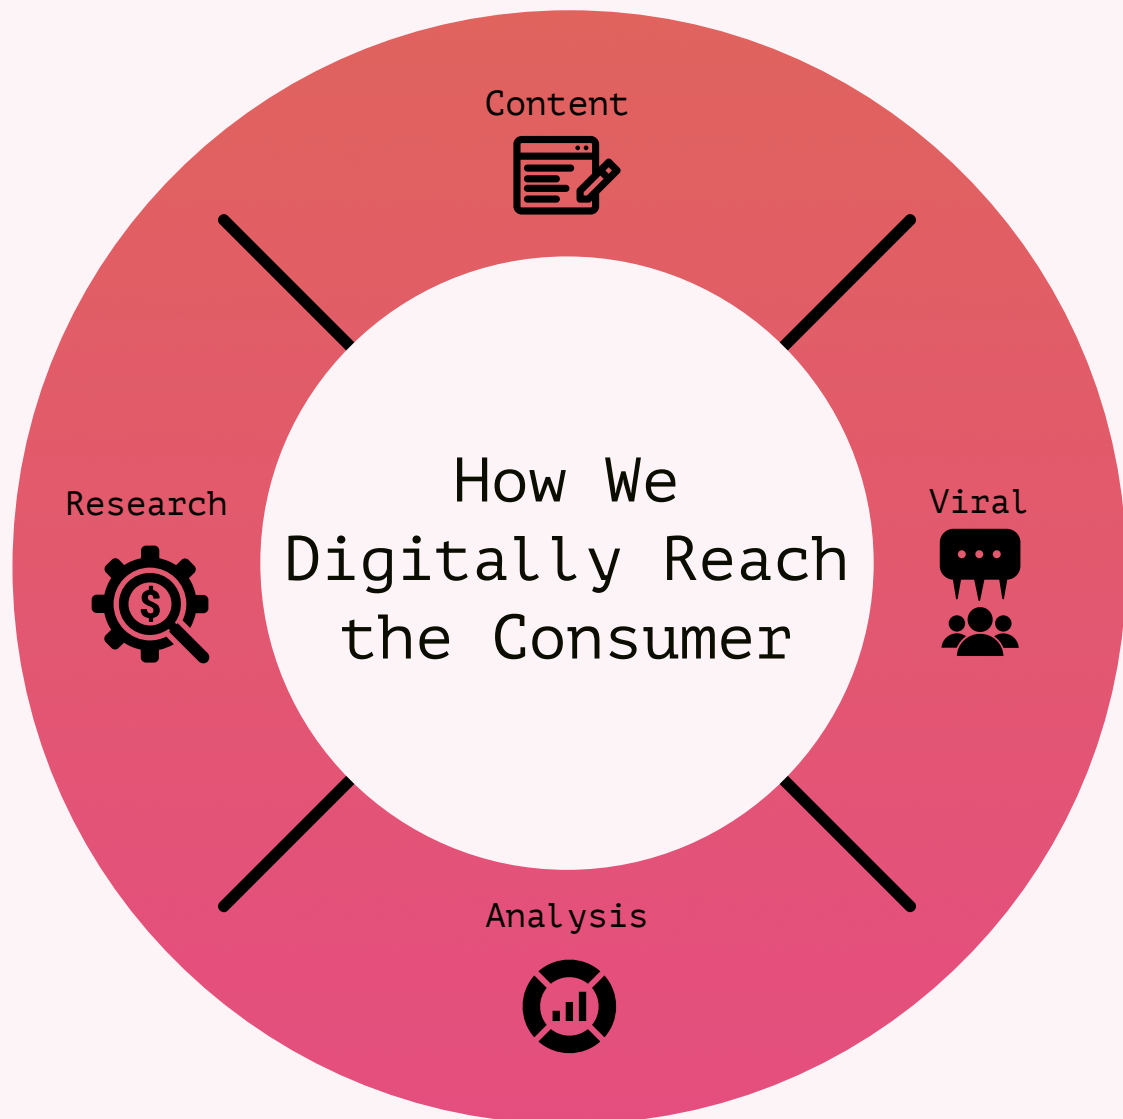 Content
Research
How We
Digitally Reach
the Consumer
Viral
Analysis